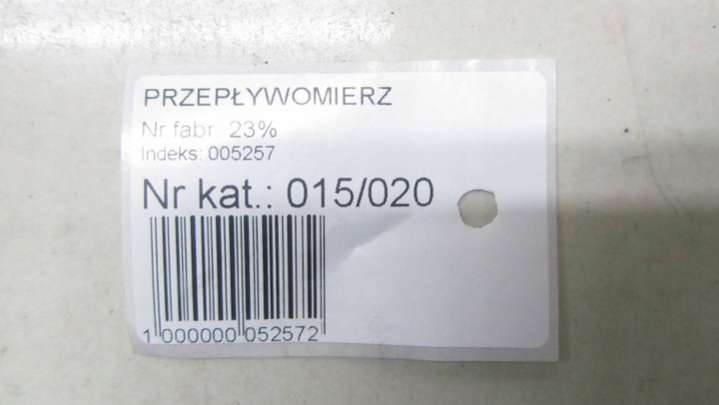 PRZEPŁYWOMIERZ
Nr fabr. 23%
Indeks: 005257
Nr kat.: 015/020
1 000000 052572